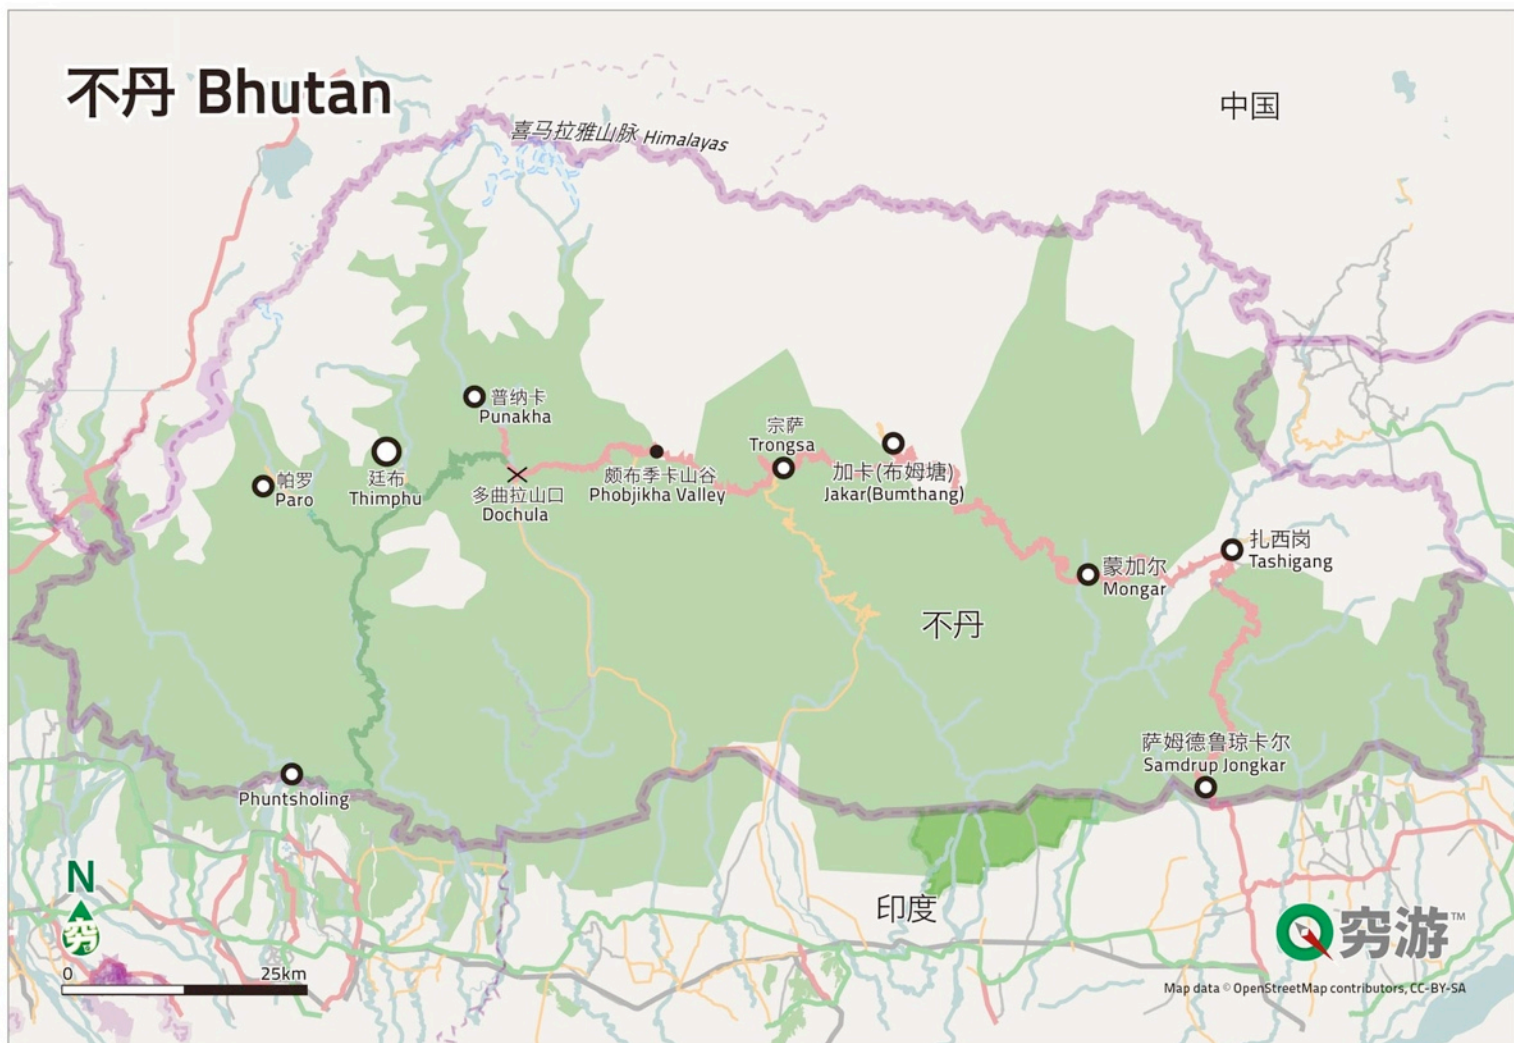 不丹 Bhutan
中国
喜马拉雅山脉 Himalayas
普纳卡
Punakha
宗萨
Trongsa
帕罗
Paro
廷布
Thimphu
多曲拉山口
Dochula
颇布季卡山谷
Phobjikha Valley
加卡(布姆塘)
Jakar(Bumthang)
扎西岗
Tashigang
蒙加尔
Mongar
不丹
萨姆德鲁琼卡尔
Samdrup Jongkar
Phuntsholing
N
穷
印度
穷游™
0 25km
Map data © OpenStreetMap contributors, CC-BY-SA